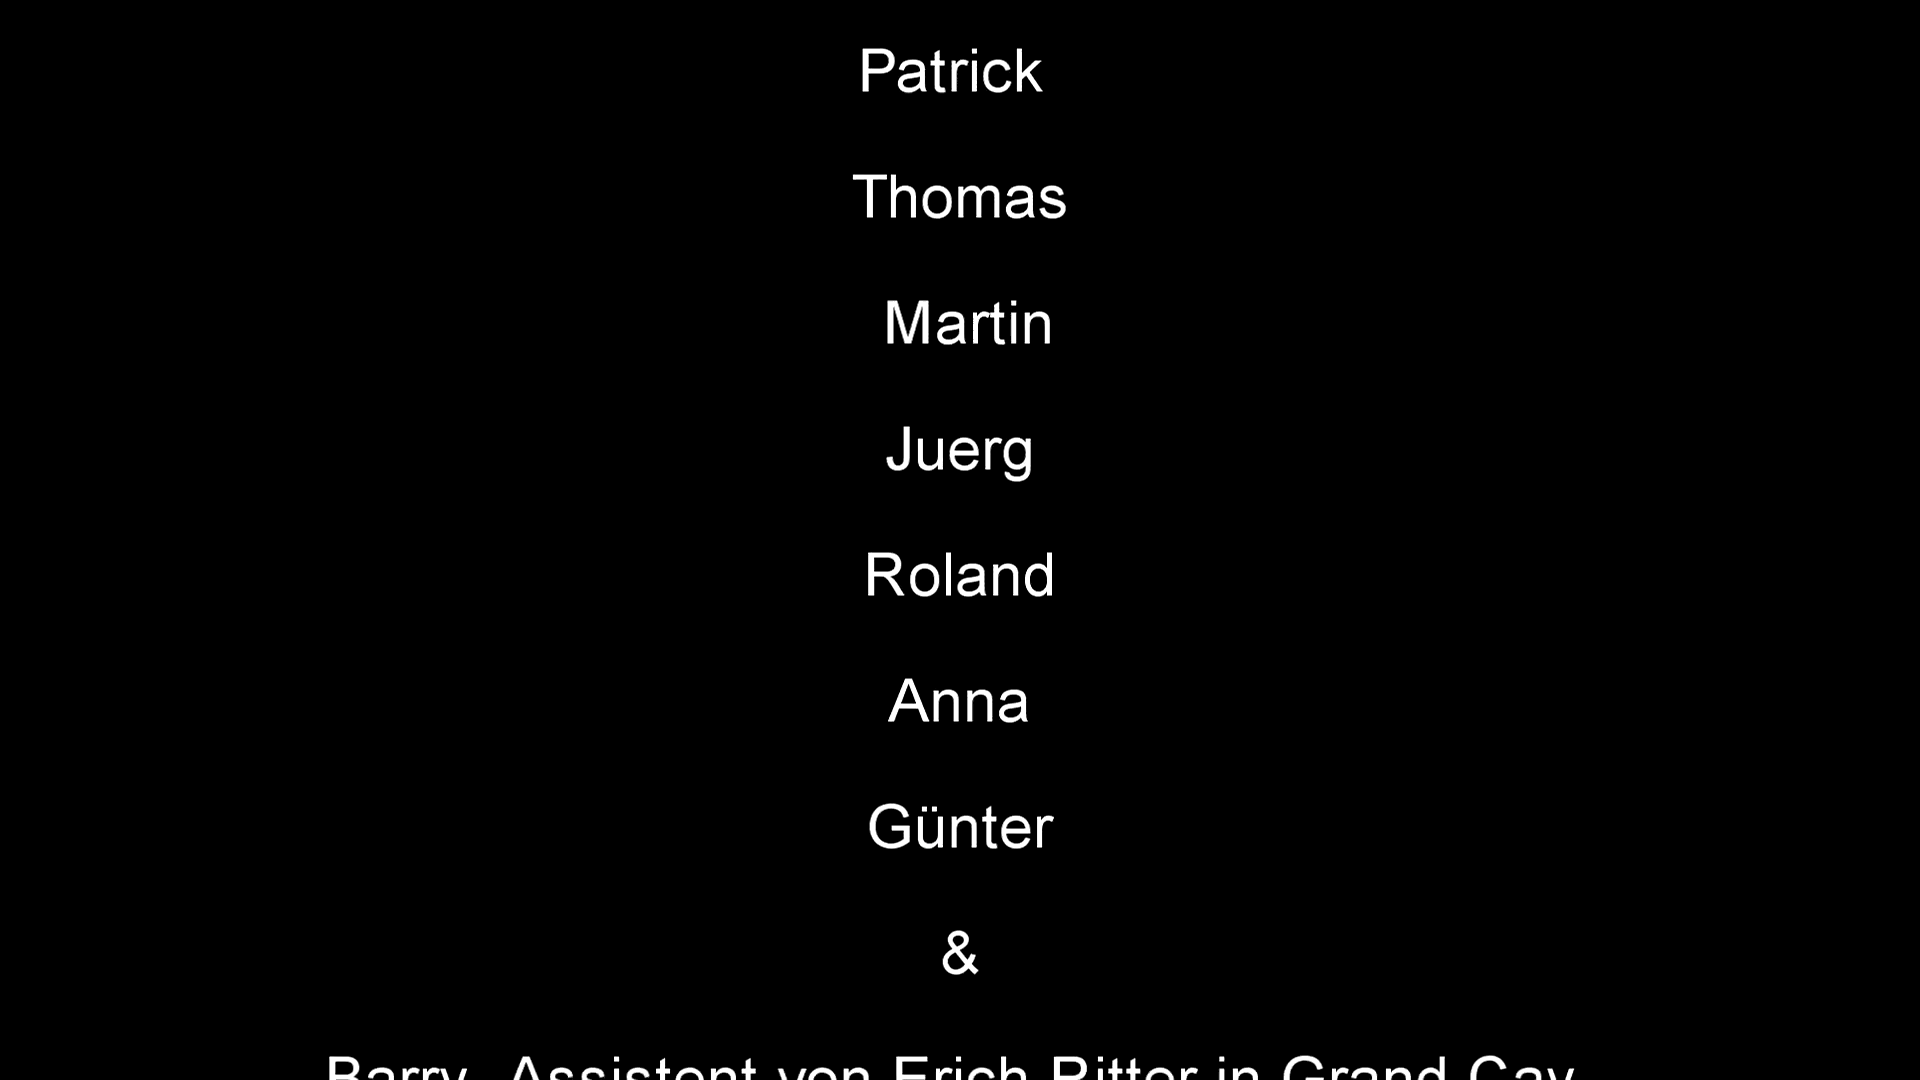 Patrick
Thomas
Martin
Juerg
Roland
Anna
Günter
&
Barry Assistent von Erich Ritter in Grand Cay